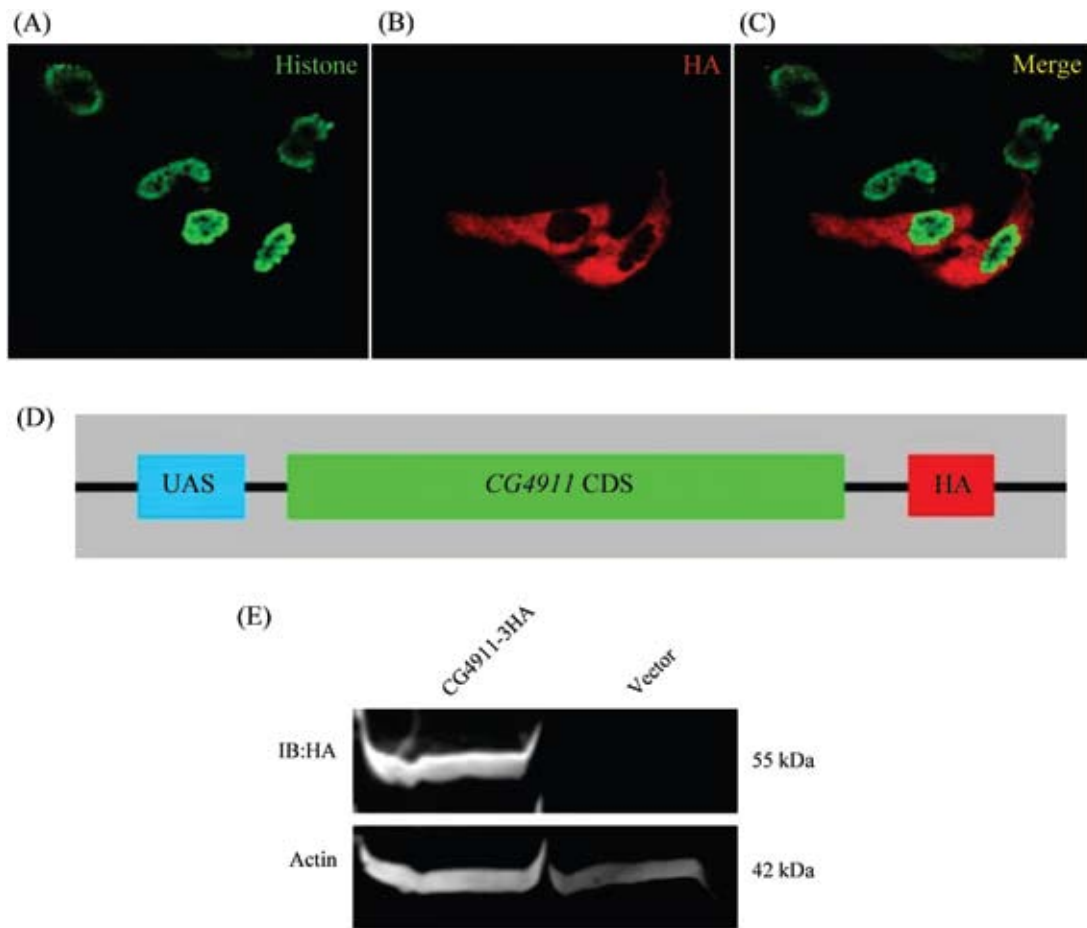 (A)
Histone
(B)
HA
(C)
Merge
(D)
UAS
CG4911 CDS
HA
(E)
CG4911-3HA
Vector
IB:HA
55 kDa
Actin
42 kDa